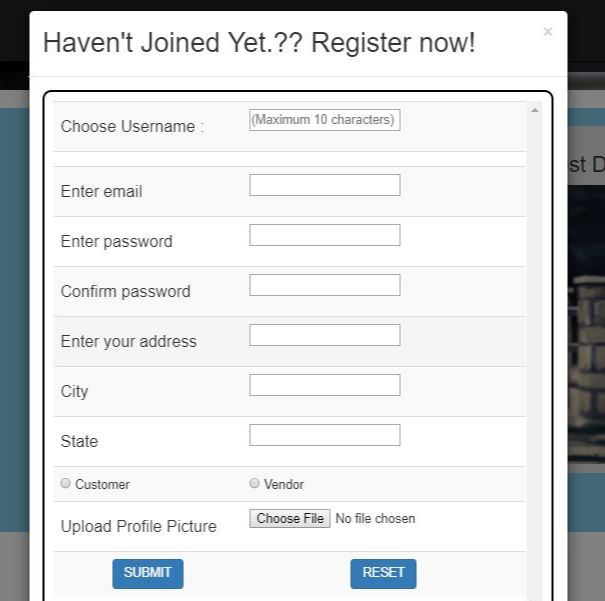 Haven't Joined Yet.?? Register now!
×
Choose Username :
(Maximum 10 characters)
Enter email
Enter password
Confirm password
Enter your address
City
State
Customer
Vendor
Upload Profile Picture
Choose File No file chosen
SUBMIT
RESET